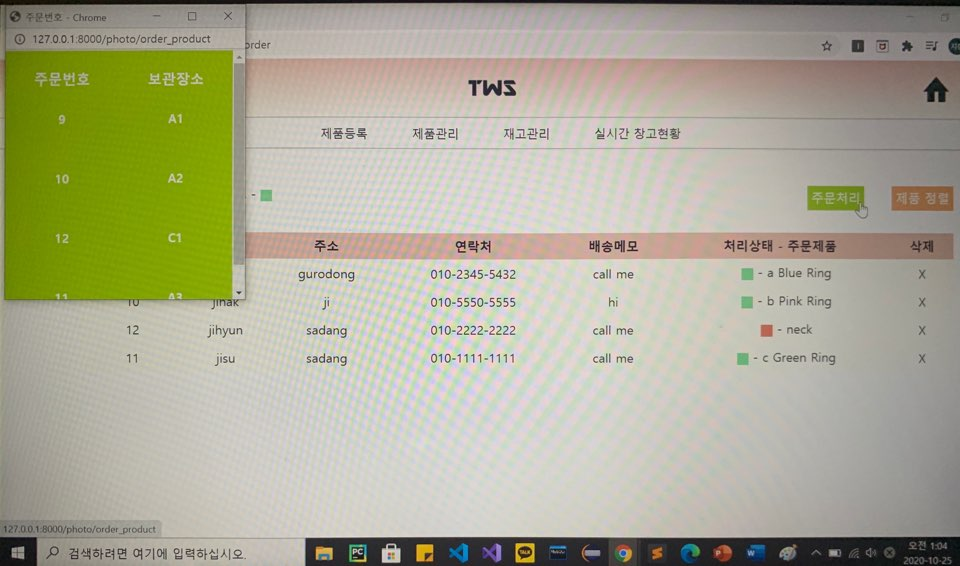 주문번호 - Chrome
127.0.0.1:8000/photo/order_product
주문번호 보관장소
9 A1
10 A2
12 C1
11 A3
order
TWS
제품등록 제품관리 재고관리 실시간 창고현황
-
주문처리 제품 정렬
주소 연락처 배송메모 처리상태 - 주문제품 삭제
gurodong 010-2345-5432 call me - a Blue Ring X
10 jihak ji 010-5550-5555 hi - b Pink Ring X
12 jihyun sadang 010-2222-2222 call me - neck X
11 jisu sadang 010-1111-1111 call me - c Green Ring X
127.0.0.1:8000/photo/order_product
검색하려면 여기에 입력하십시오.
오전 1:04
2020-10-25